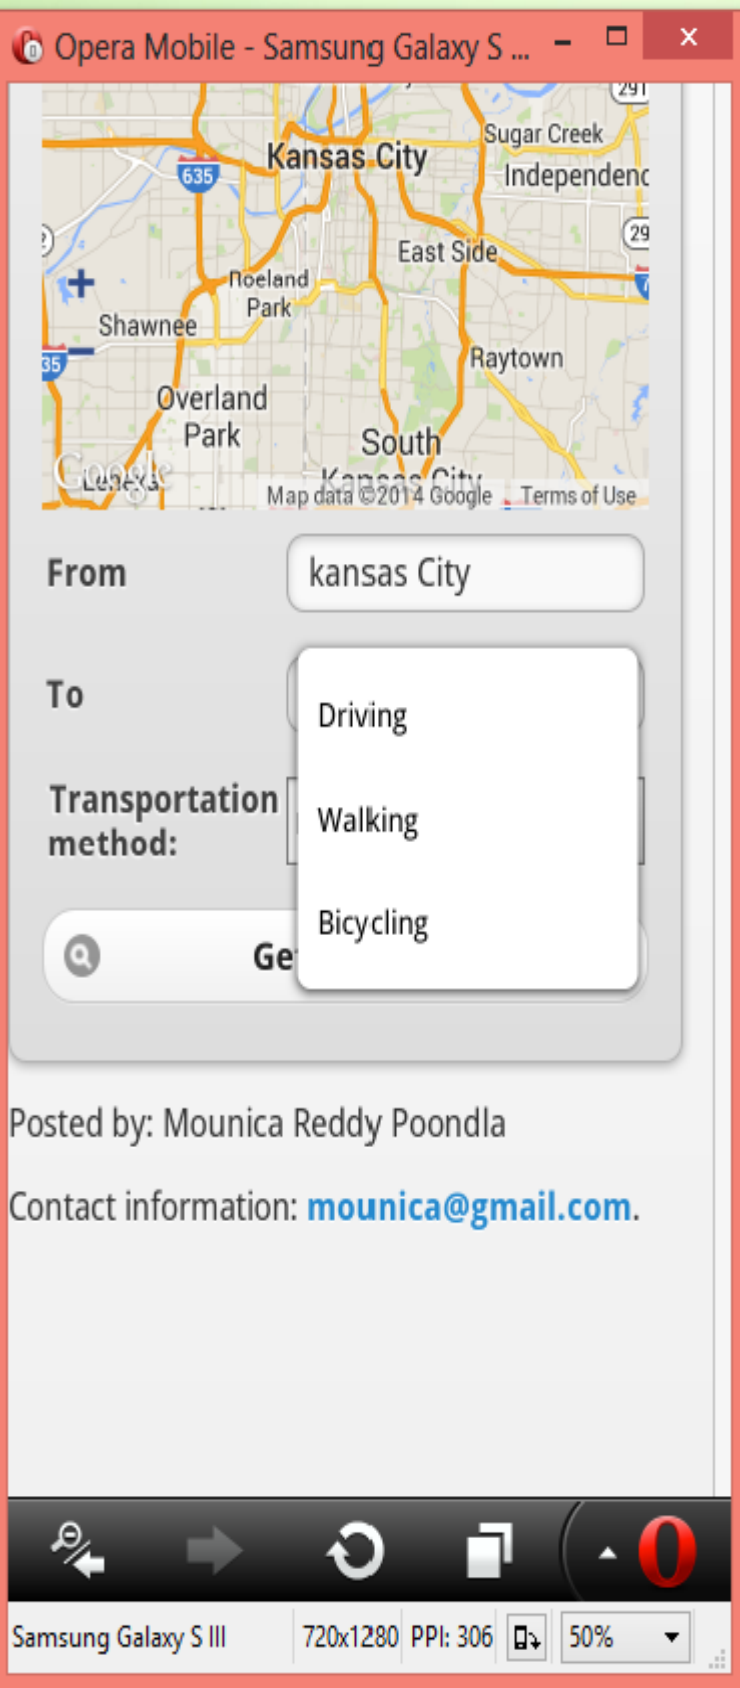 Opera Mobile - Samsung Galaxy S ...
291
Sugar Creek
Kansas City
635
Independenc
29
East Side
Roeland
Park
Shawnee
35
Raytown
Overland
Park
South
Kansas City
Google
Lenexa
Map data ©2014 Google
Terms of Use
From
kansas City
To
Driving
Transportation
method:
Walking
Bicycling
Ge
Posted by: Mounica Reddy Poondla
Contact information: mounica@gmail.com.
Samsung Galaxy S III
720x1280
PPI: 306
50%